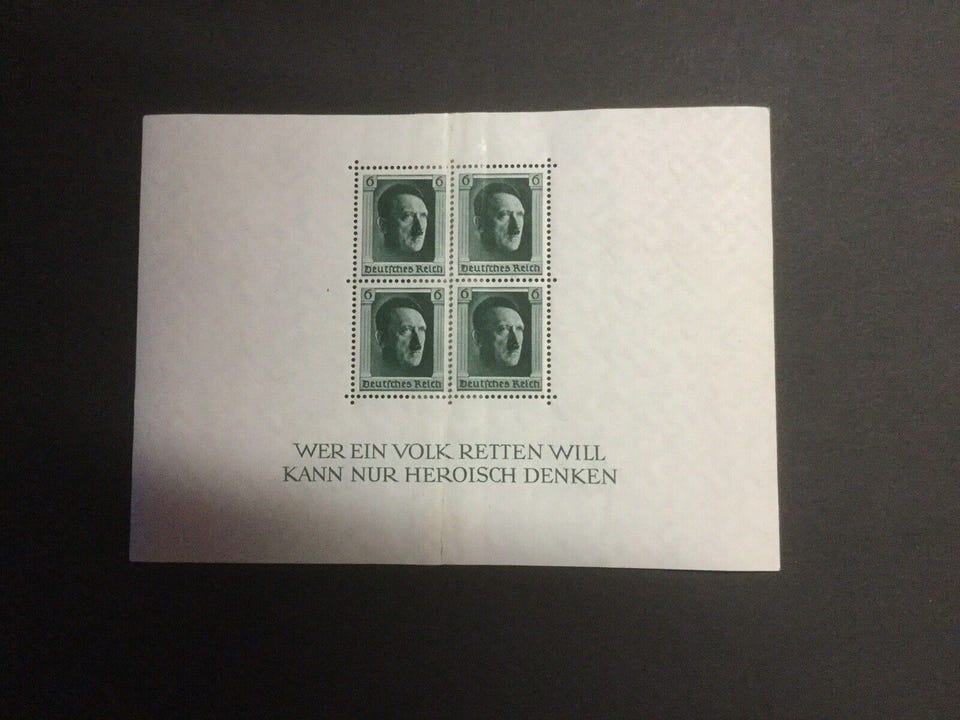 6 6 6 6
Deutsches Reich Deutsches Reich
6 6 6 6
Deutsches Reich Deutsches Reich
WER EIN VOLK RETTEN WILL
KANN NUR HEROISCH DENKEN